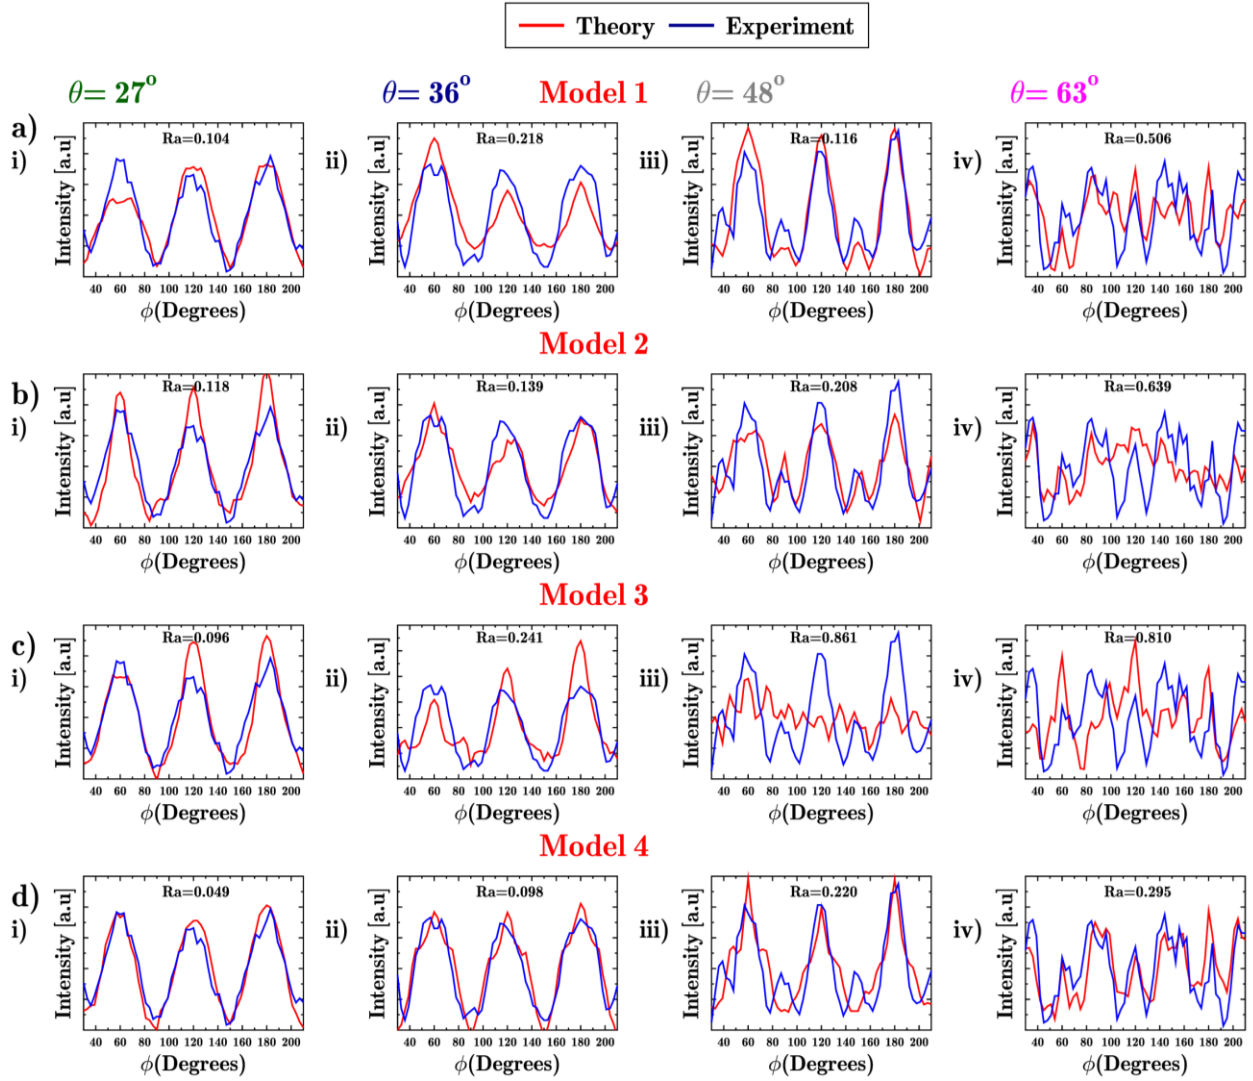 Theory Experiment
θ= 27° θ= 36° Model 1 θ= 48° θ= 63°
a)
i) ii) iii) iv)
Ra=0.104 Ra=0.218 Ra=0.116 Ra=0.506
Intensity [a.u] Intensity [a.u] Intensity [a.u] Intensity [a.u]
40 60 80 100 120 140 160 180 200 40 60 80 100 120 140 160 180 200 40 60 80 100 120 140 160 180 200 40 60 80 100 120 140 160 180 200
ϕ(Degrees) ϕ(Degrees) ϕ(Degrees) ϕ(Degrees)
Model 2
b)
i) ii) iii) iv)
Ra=0.118 Ra=0.139 Ra=0.208 Ra=0.639
Intensity [a.u] Intensity [a.u] Intensity [a.u] Intensity [a.u]
40 60 80 100 120 140 160 180 200 40 60 80 100 120 140 160 180 200 40 60 80 100 120 140 160 180 200 40 60 80 100 120 140 160 180 200
ϕ(Degrees) ϕ(Degrees) ϕ(Degrees) ϕ(Degrees)
Model 3
c)
i) ii) iii) iv)
Ra=0.096 Ra=0.241 Ra=0.861 Ra=0.810
Intensity [a.u] Intensity [a.u] Intensity [a.u] Intensity [a.u]
40 60 80 100 120 140 160 180 200 40 60 80 100 120 140 160 180 200 40 60 80 100 120 140 160 180 200 40 60 80 100 120 140 160 180 200
ϕ(Degrees) ϕ(Degrees) ϕ(Degrees) ϕ(Degrees)
Model 4
d)
i) ii) iii) iv)
Ra=0.049 Ra=0.098 Ra=0.220 Ra=0.295
Intensity [a.u] Intensity [a.u] Intensity [a.u] Intensity [a.u]
40 60 80 100 120 140 160 180 200 40 60 80 100 120 140 160 180 200 40 60 80 100 120 140 160 180 200 40 60 80 100 120 140 160 180 200
ϕ(Degrees) ϕ(Degrees) ϕ(Degrees) ϕ(Degrees)